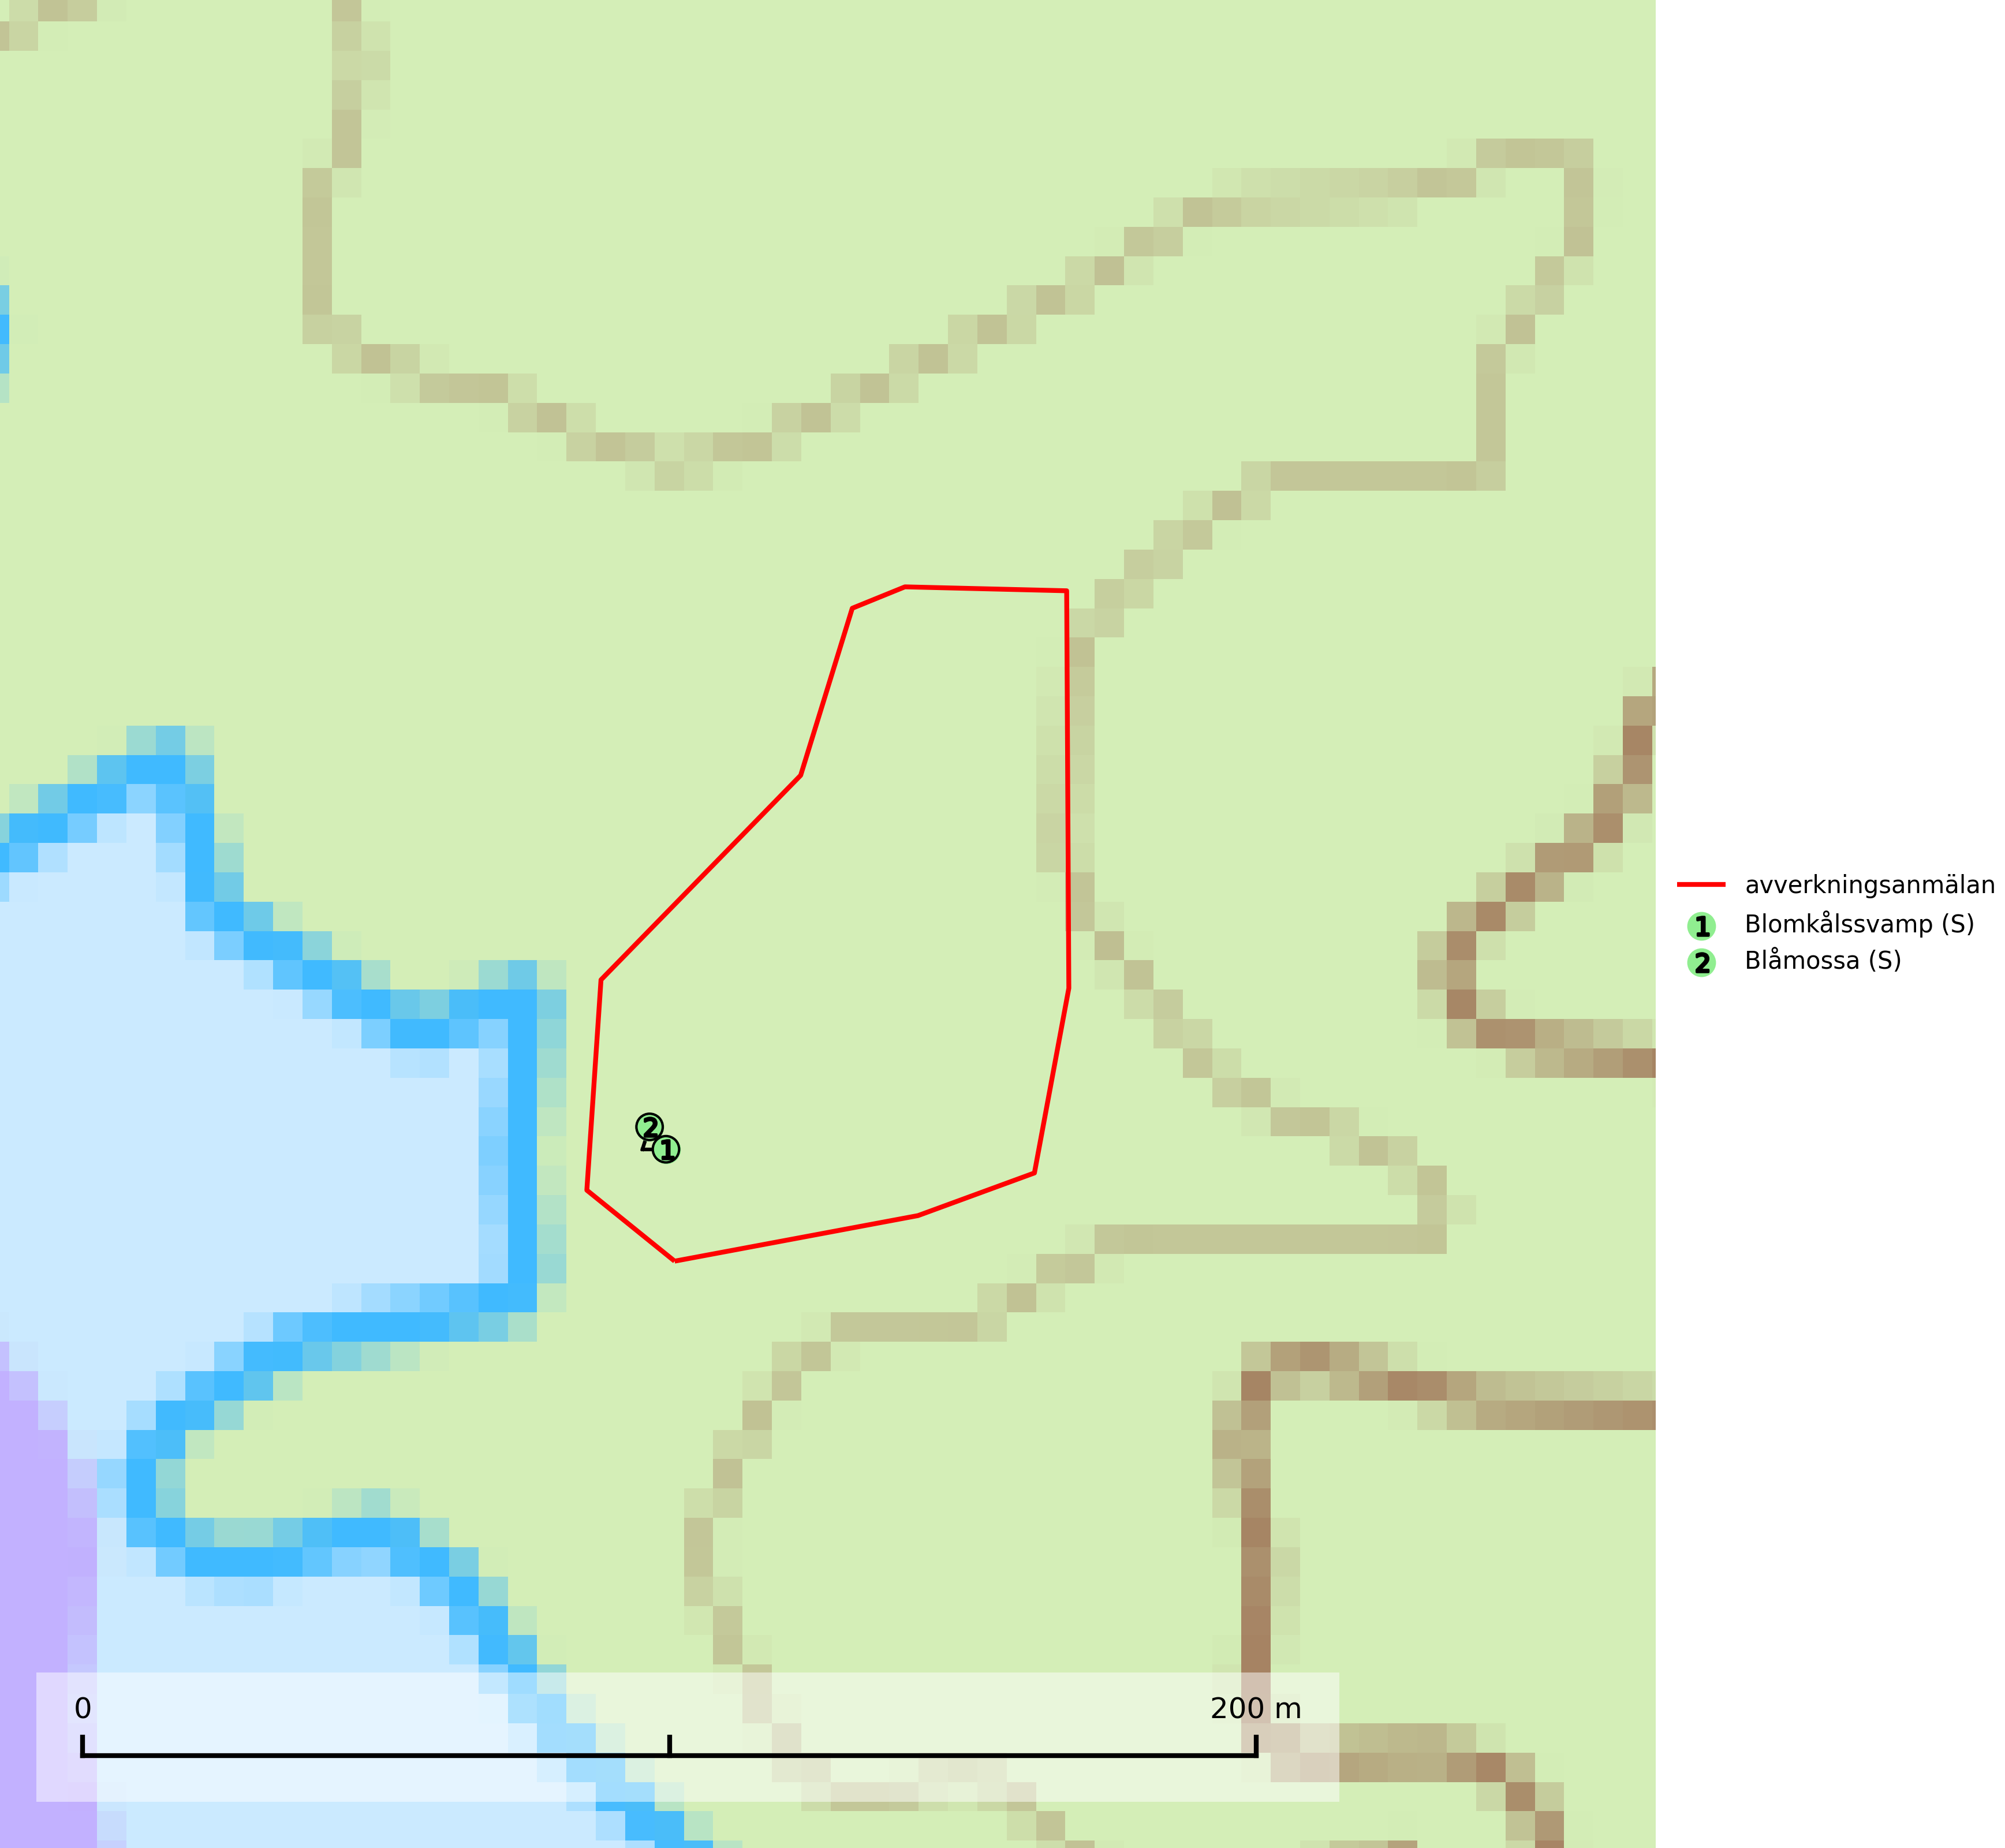 avverkningsanmälan
1 Blomkålssvamp (S)
2 Blåmossa (S)
2
1
0 200 m